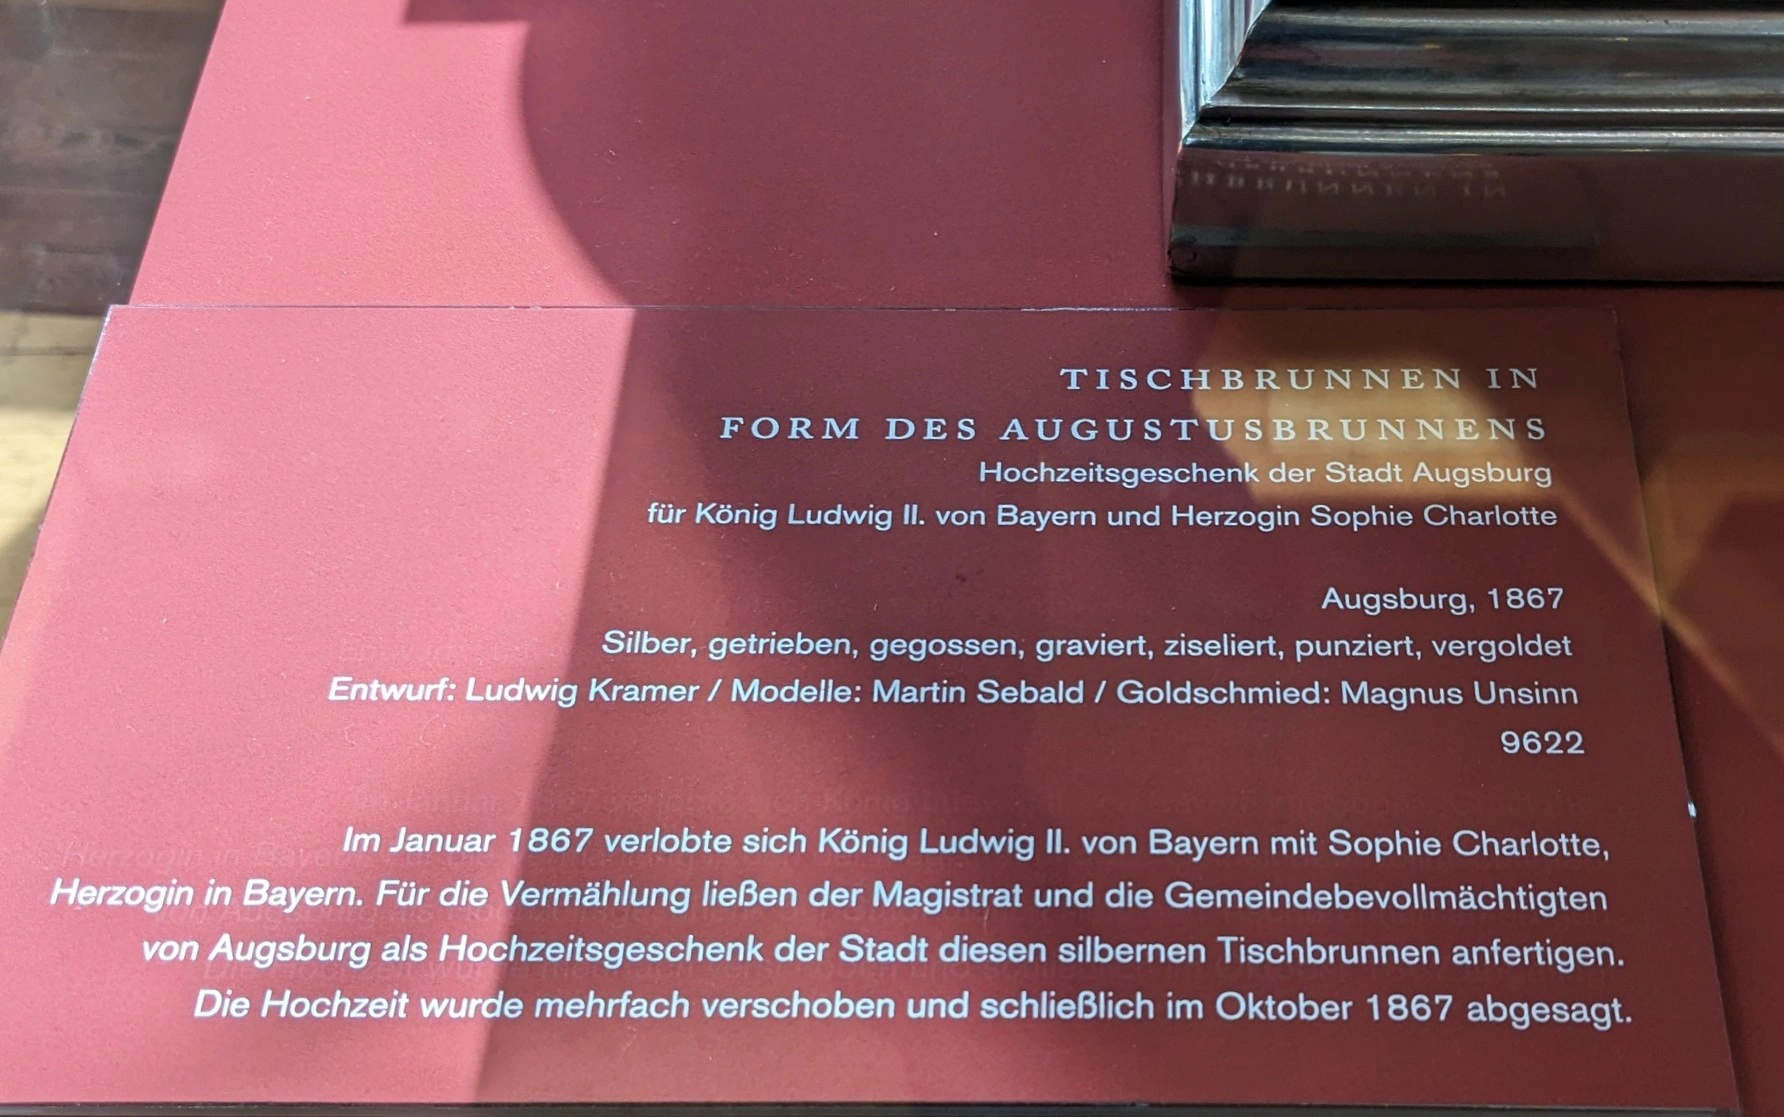 TISCHBRUNNEN IN
FORM DES AUGUSTUSBRUNNENS
Hochzeitsgeschenk der Stadt Augsburg
für König Ludwig II. von Bayern und Herzogin Sophie Charlotte
Augsburg, 1867
Silber, getrieben, gegossen, graviert, ziseliert, punziert, vergoldet
Entwurf: Ludwig Kramer / Modelle: Martin Sebald / Goldschmied: Magnus Unsinn
9622
Im Januar 1867 verlobte sich König Ludwig II. von Bayern mit Sophie Charlotte,
Herzogin in Bayern. Für die Vermählung ließen der Magistrat und die Gemeindebevollmächtigten
von Augsburg als Hochzeitsgeschenk der Stadt diesen silbernen Tischbrunnen anfertigen.
Die Hochzeit wurde mehrfach verschoben und schließlich im Oktober 1867 abgesagt.